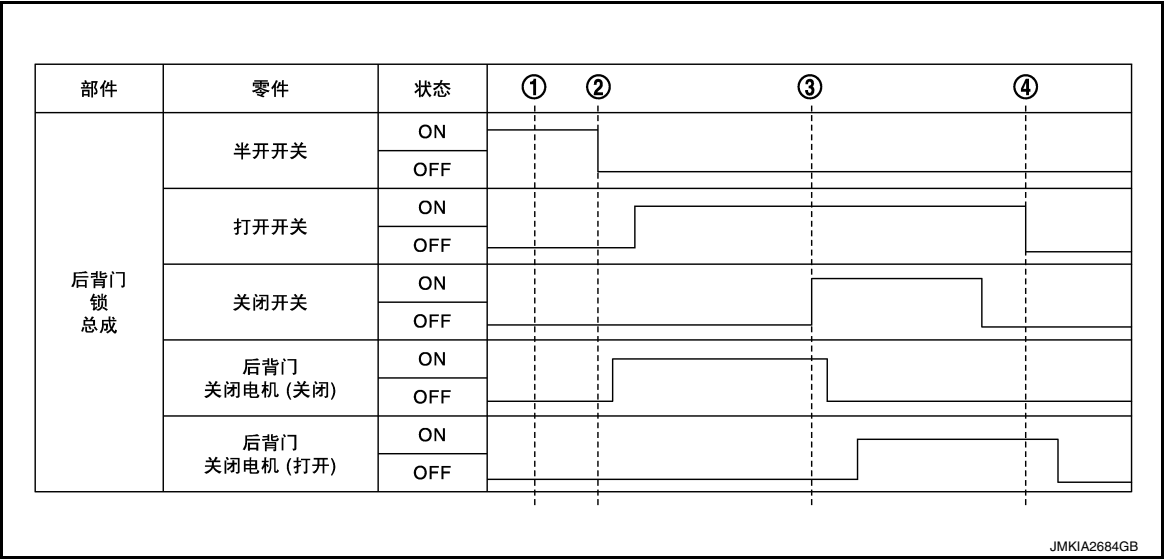 部件 零件 状态 ① ② ③ ④
后背门
锁
总成
半开开关
ON
OFF
打开开关
ON
OFF
关闭开关
ON
OFF
后背门
关闭电机 (关闭)
ON
OFF
后背门
关闭电机 (打开)
ON
OFF
JMKIA2684GB